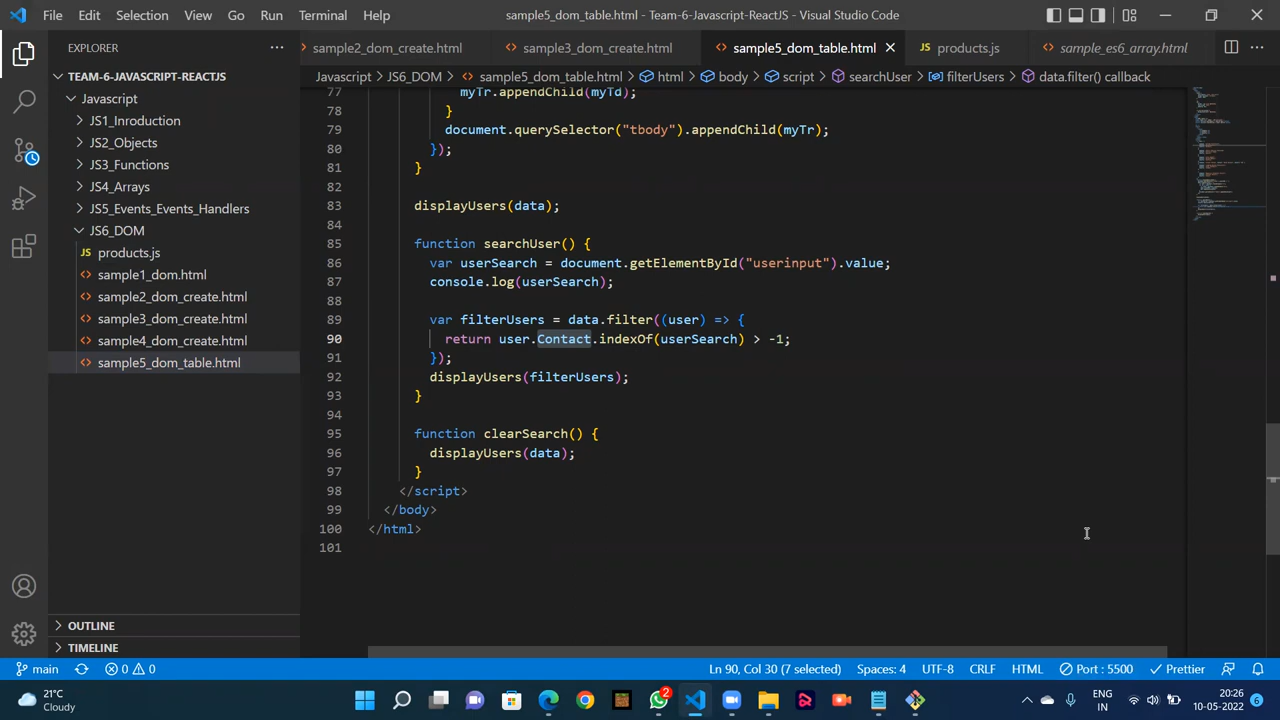 File Edit Selection View Go Run Terminal Help
sample5_dom_table.html - Team-6-Javascript-ReactJS - Visual Studio Code
EXPLORER
sample2_dom_create.html sample3_dom_create.html sample5_dom_table.html products.js sample_es6_array.html
Javascript > JS6_DOM > sample5_dom_table.html > html > body > script > searchUser > filterUsers > data.filter() callback
TEAM-6-JAVASCRIPT-REACTJS
Javascript
JS1_Inroduction
JS2_Objects
JS3_Functions
JS4_Arrays
JS5_Events_Events_Handlers
JS6_DOM
products.js
sample1_dom.html
sample2_dom_create.html
sample3_dom_create.html
sample4_dom_create.html
sample5_dom_table.html
OUTLINE
TIMELINE
77 myTr.appendChild(myTd);
78 }
79 document.querySelector("tbody").appendChild(myTr);
80 });
81 }
82
83 displayUsers(data);
84
85 function searchUser() {
86 var userSearch = document.getElementById("userinput").value;
87 console.log(userSearch);
88
89 var filterUsers = data.filter((user) => {
90 return user.Contact.indexOf(userSearch) > -1;
91 });
92 displayUsers(filterUsers);
93 }
94
95 function clearSearch() {
96 displayUsers(data);
97 }
98 </script>
99 </body>
100 </html>
101
main 0 0 Ln 90, Col 30 (7 selected) Spaces: 4 UTF-8 CRLF HTML Port : 5500 Prettier
21°C
Cloudy
2
ENG
IN
20:26
10-05-2022
6